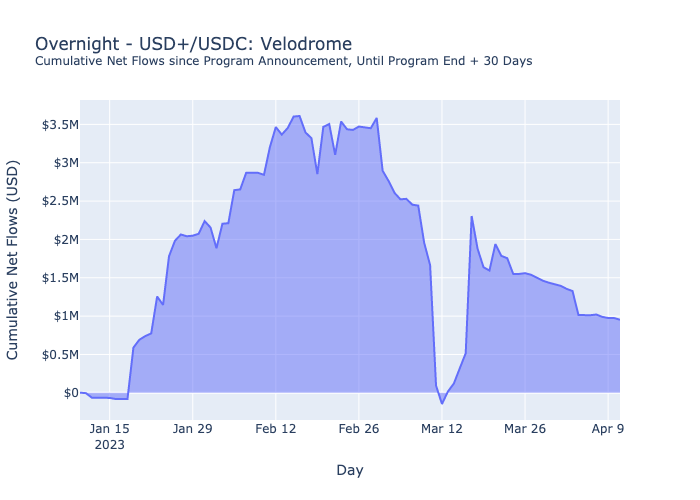 Overnight - USD+/USDC: Velodrome
Cumulative Net Flows since Program Announcement, Until Program End + 30 Days
Cumulative Net Flows (USD)
$3.5M
$3M
$2.5M
$2M
$1.5M
$1M
$0.5M
$0
Jan 15
2023
Jan 29
Feb 12
Feb 26
Mar 12
Mar 26
Apr 9
Day